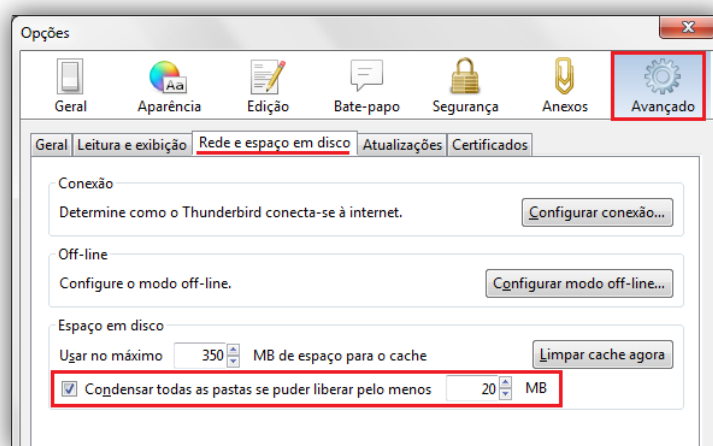 Opções
Aa
Geral Aparência Edição Bate-papo Segurança Anexos Avançado
Geral Leitura e exibição Rede e espaço em disco Atualizações Certificados
Conexão
Determine como o Thunderbird conecta-se à internet. Configurar conexão...
Off-line
Configure o modo off-line. Configurar modo off-line...
Espaço em disco
Usar no máximo 350 MB de espaço para o cache Limpar cache agora
Condensar todas as pastas se puder liberar pelo menos 20 MB